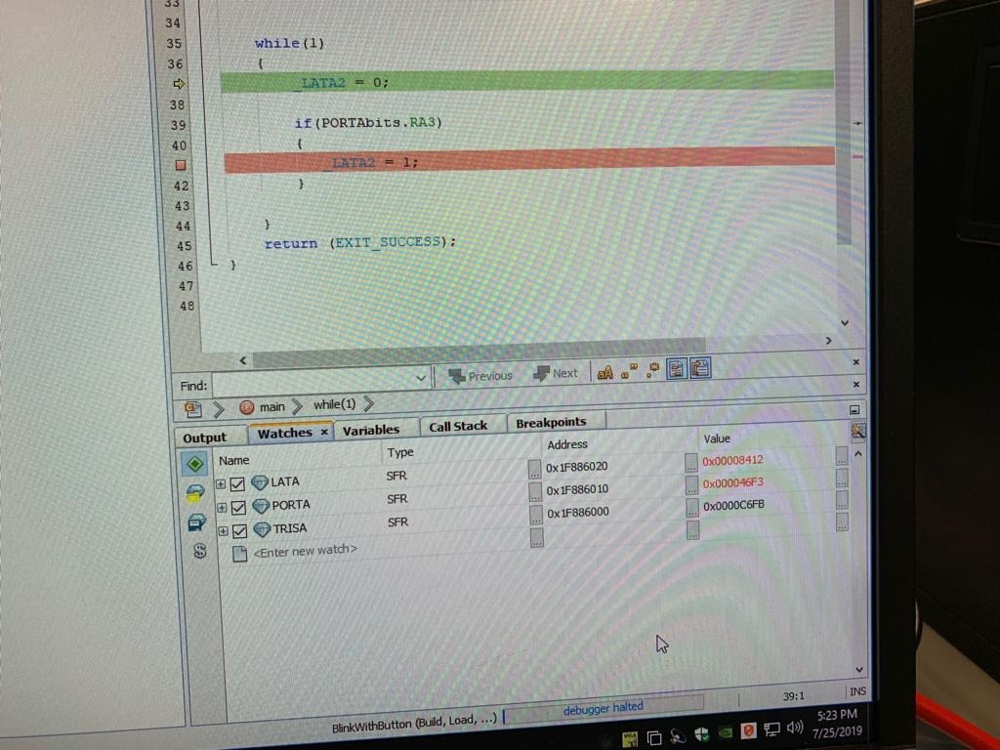 33
34
35 while(1)
36 {
_LATA2 = 0;
38
39 if(PORTAbits.RA3)
40 {
_LATA2 = 1;
42 }
43
44 }
45 return (EXIT_SUCCESS);
46 }
47
48
Find: Previous Next aA
main while(1)
Output Watches x Variables Call Stack Breakpoints
Name Type Address Value
LATA SFR ... 0x1F886020 ... 0x00008412 ...
PORTA SFR ... 0x1F886010 ... 0x000046F3 ...
TRISA SFR ... 0x1F886000 ... 0x0000C6FB ...
<Enter new watch> ... ... ...
BlinkWithButton (Build, Load, ...) debugger halted 39:1 INS
5:23 PM
7/25/2019